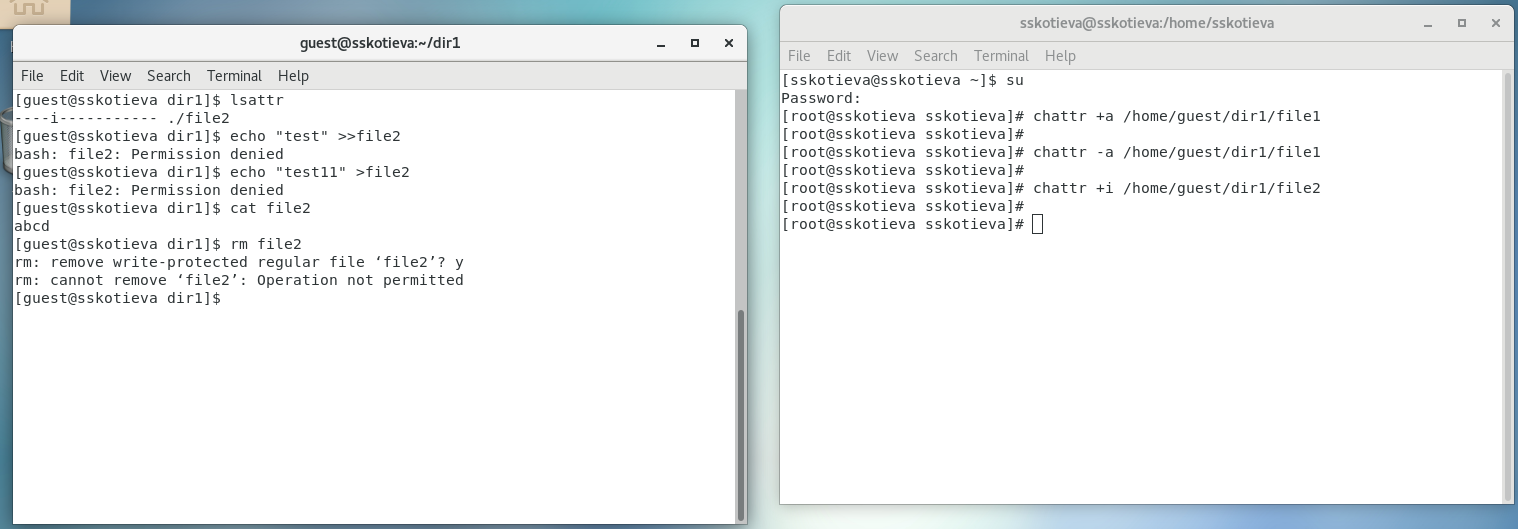 guest@sskotieva:~/dir1
File Edit View Search Terminal Help
[guest@sskotieva dir1]$ lsattr
----i----------- ./file2
[guest@sskotieva dir1]$ echo "test" >>file2
bash: file2: Permission denied
[guest@sskotieva dir1]$ echo "test11" >file2
bash: file2: Permission denied
[guest@sskotieva dir1]$ cat file2
abcd
[guest@sskotieva dir1]$ rm file2
rm: remove write-protected regular file ‘file2’? y
rm: cannot remove ‘file2’: Operation not permitted
[guest@sskotieva dir1]$
sskotieva@sskotieva:/home/sskotieva
File Edit View Search Terminal Help
[sskotieva@sskotieva ~]$ su
Password:
[root@sskotieva sskotieva]# chattr +a /home/guest/dir1/file1
[root@sskotieva sskotieva]#
[root@sskotieva sskotieva]# chattr -a /home/guest/dir1/file1
[root@sskotieva sskotieva]#
[root@sskotieva sskotieva]# chattr +i /home/guest/dir1/file2
[root@sskotieva sskotieva]#
[root@sskotieva sskotieva]#